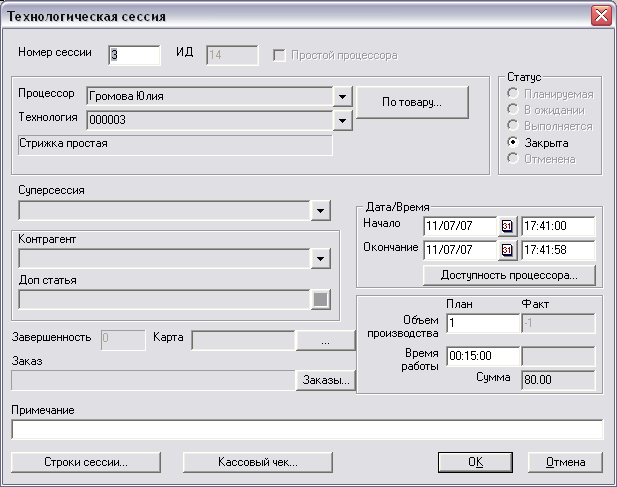 Технологическая сессия
Номер сессии 3 ИД 14 Простой процессора
Процессор Громова Юлия По товару...
Технология 000003
Стрижка простая
Статус
Планируемая
В ожидании
Выполняется
Закрыта
Отменена
Суперсессия
Контрагент
Доп статья
Дата/Время
Начало 11/07/07 31 17:41:00
Окончание 11/07/07 31 17:41:58
Доступность процессора...
План Факт
Объем производства 1 -1
Время работы 00:15:00
Сумма 80.00
Завершенность 0 Карта ...
Заказ Заказы...
Примечание
Строки сессии... Кассовый чек... OK Отмена